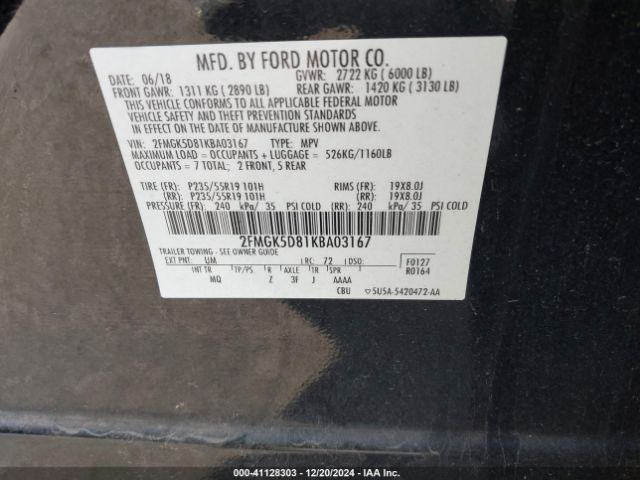 MFD. BY FORD MOTOR CO.
DATE: 06/18 GVWR: 2722 KG (6000 LB)
FRONT GAWR: 1311 KG (2890 LB) REAR GAWR: 1420 KG (3130 LB)
THIS VEHICLE CONFORMS TO ALL APPLICABLE FEDERAL MOTOR
VEHICLE SAFETY AND THEFT PREVENTION STANDARDS
IN EFFECT ON THE DATE OF MANUFACTURE SHOWN ABOVE.
VIN: 2FMGK5D81KBA03167 TYPE: MPV
MAXIMUM LOAD = OCCUPANTS + LUGGAGE = 526KG/1160LB
OCCUPANTS = 7 TOTAL; 2 FRONT, 5 REAR
TIRE (FR): P235/55R19 101H RIMS (FR): 19X8.0J
(RR): P235/55R19 101H (RR): 19X8.0J
PRESSURE (FR): 240 kPa/ 35 PSI COLD (RR): 240 kPa/ 35 PSI COLD
2FMGK5D81KBA03167
TRAILER TOWING - SEE OWNER GUIDE
EXT PNT: UM RC: 72 DSO: F0127
INT TR TP/PS R AXLE TR SPR R0164
MQ Z 3F J AAAA
CBU 5U5A-5420472-AA
000-41128303 — 12/20/2024 — IAA Inc.